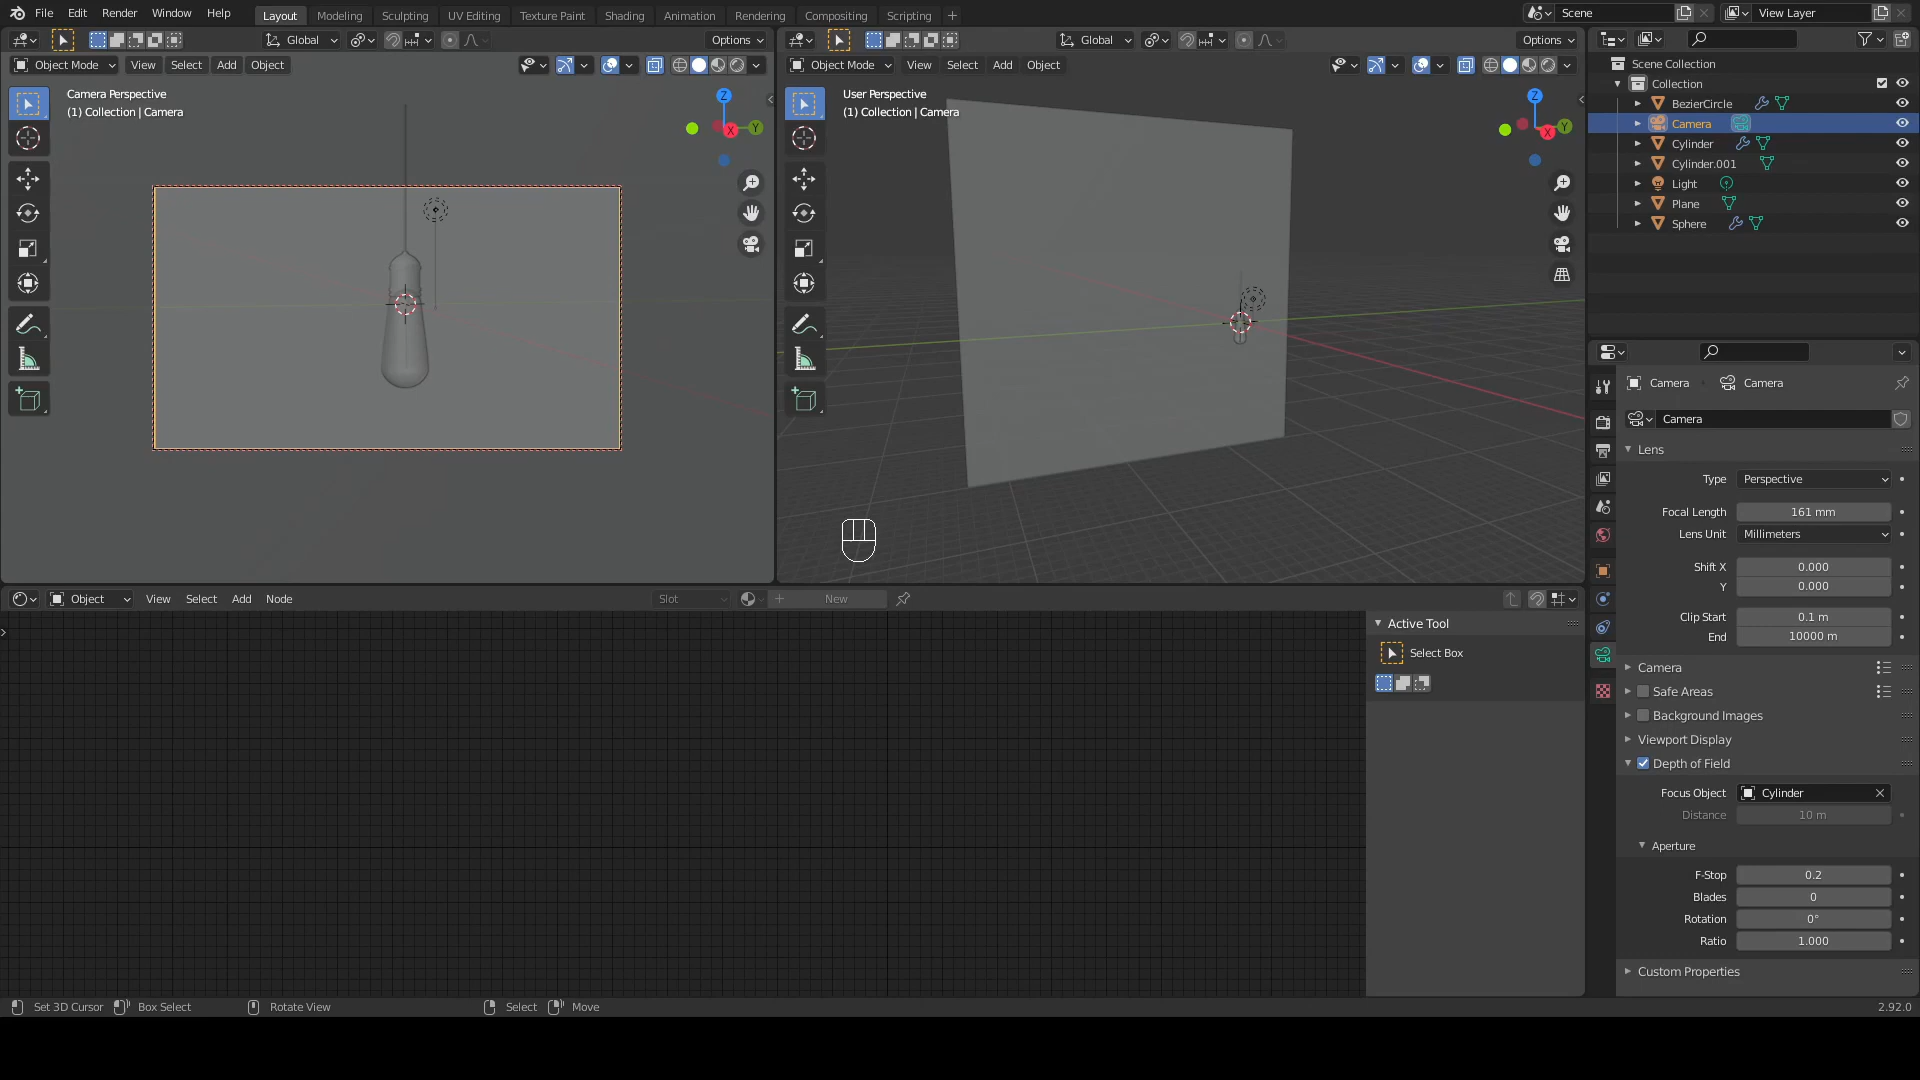 File Edit Render Window Help Layout Modeling Sculpting UV Editing Texture Paint Shading Animation Rendering Compositing Scripting + Scene View Layer
Global Options Global Options
Object Mode View Select Add Object Object Mode View Select Add Object
Scene Collection
Collection
BezierCircle
Camera
Cylinder
Cylinder.001
Light
Plane
Sphere
Camera Perspective
(1) Collection | Camera
Z
X
Y
User Perspective
(1) Collection | Camera
Z
X
Y
Camera Camera
Camera
Lens
Type Perspective
Focal Length 161 mm
Lens Unit Millimeters
Shift X 0.000
Y 0.000
Clip Start 0.1 m
End 10000 m
Camera
Safe Areas
Background Images
Viewport Display
Depth of Field
Focus Object Cylinder
Distance 10 m
Aperture
F-Stop 0.2
Blades 0
Rotation 0°
Ratio 1.000
Custom Properties
Object View Select Add Node Slot New
Active Tool
Select Box
Set 3D Cursor Box Select Rotate View Select Move 2.92.0